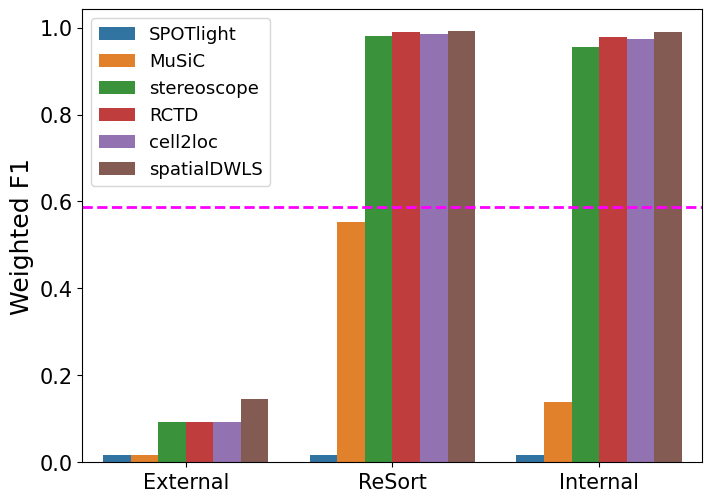 Weighted F1
1.0
0.8
0.6
0.4
0.2
0.0
SPOTlight
MuSiC
stereoscope
RCTD
cell2loc
spatialDWLS
External
ReSort
Internal